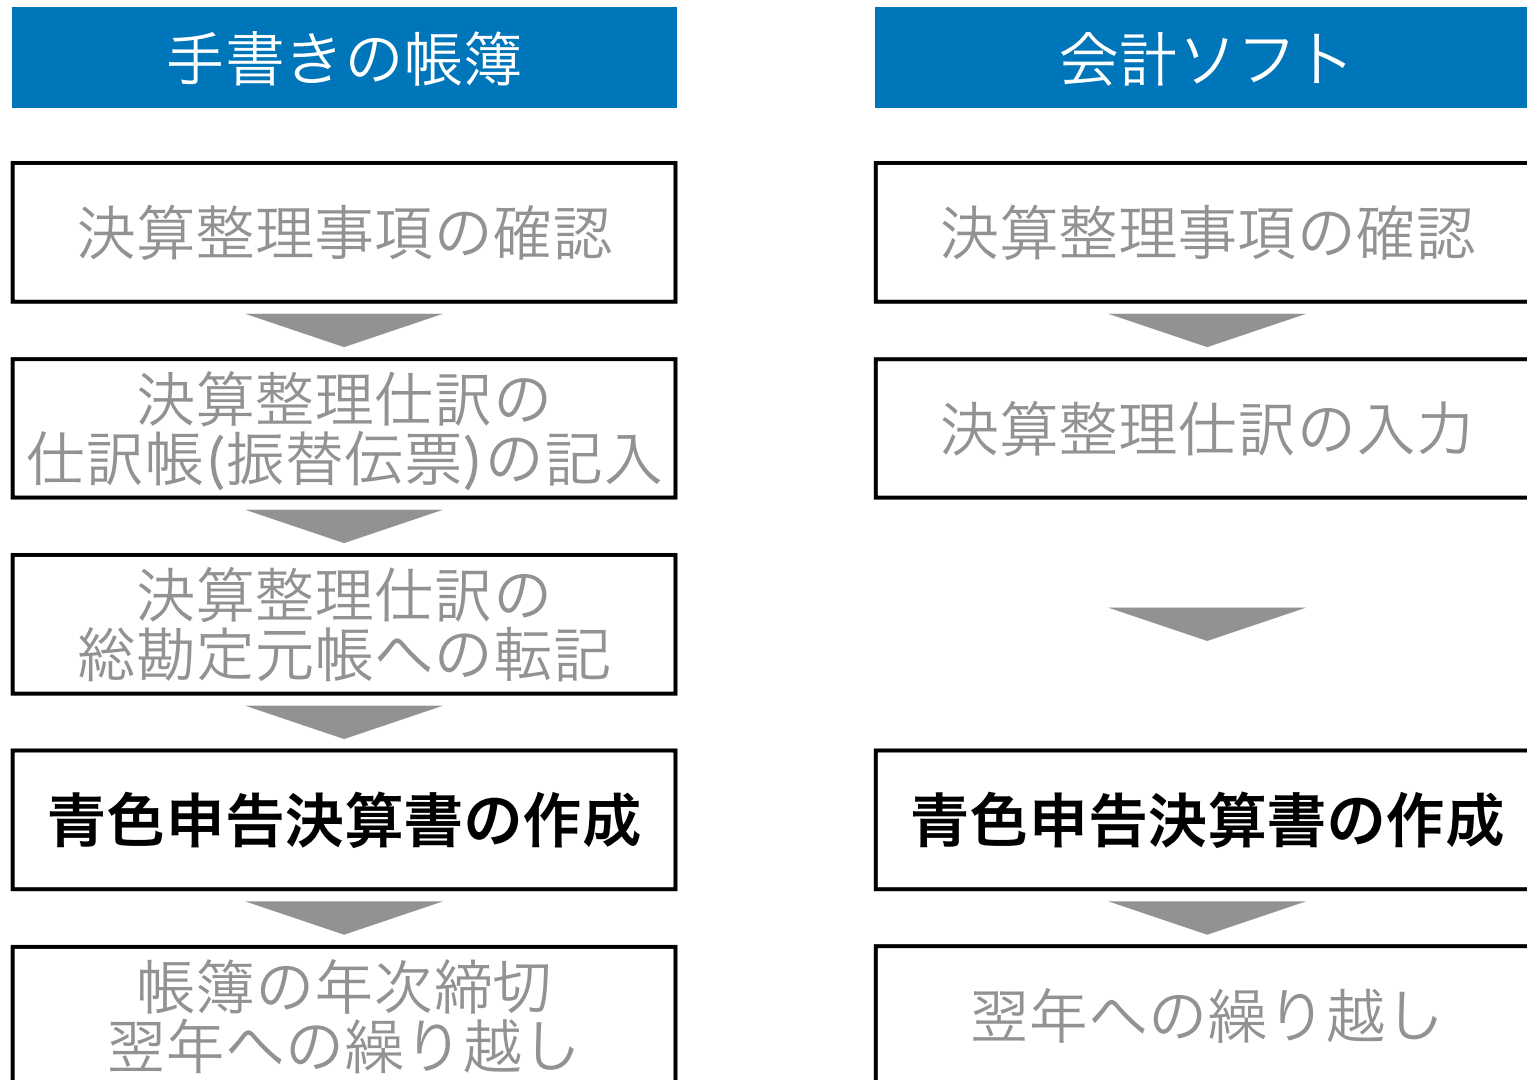 手書きの帳簿
決算整理事項の確認
決算整理仕訳の
仕訳帳(振替伝票)の記入
決算整理仕訳の
総勘定元帳への転記
青色申告決算書の作成
帳簿の年次締切
翌年への繰り越し
会計ソフト
決算整理事項の確認
決算整理仕訳の入力
青色申告決算書の作成
翌年への繰り越し